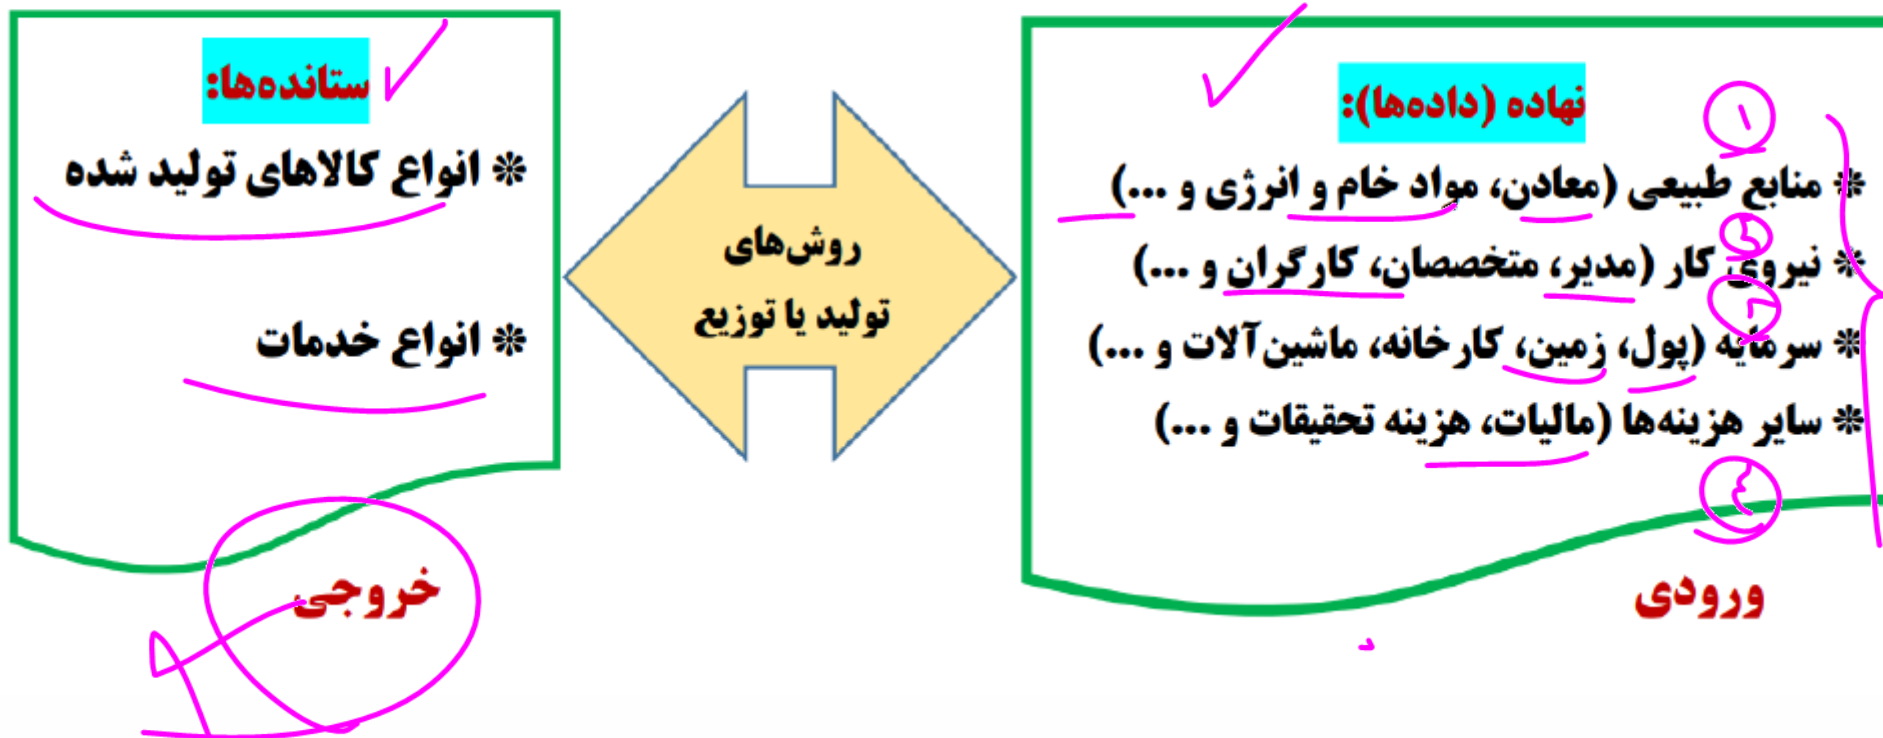 نهاده (داده‌ها):
❊ منابع طبیعی (معادن، مواد خام و انرژی و ...)
❊ نیروی کار (مدیر، متخصصان، کارگران و ...)
❊ سرمایه (پول، زمین، کارخانه، ماشین‌آلات و ...)
❊ سایر هزینه‌ها (مالیات، هزینه تحقیقات و ...)
ورودی
روش‌های
تولید یا توزیع
ستانده‌ها:
❊ انواع کالاهای تولید شده
❊ انواع خدمات
خروجی